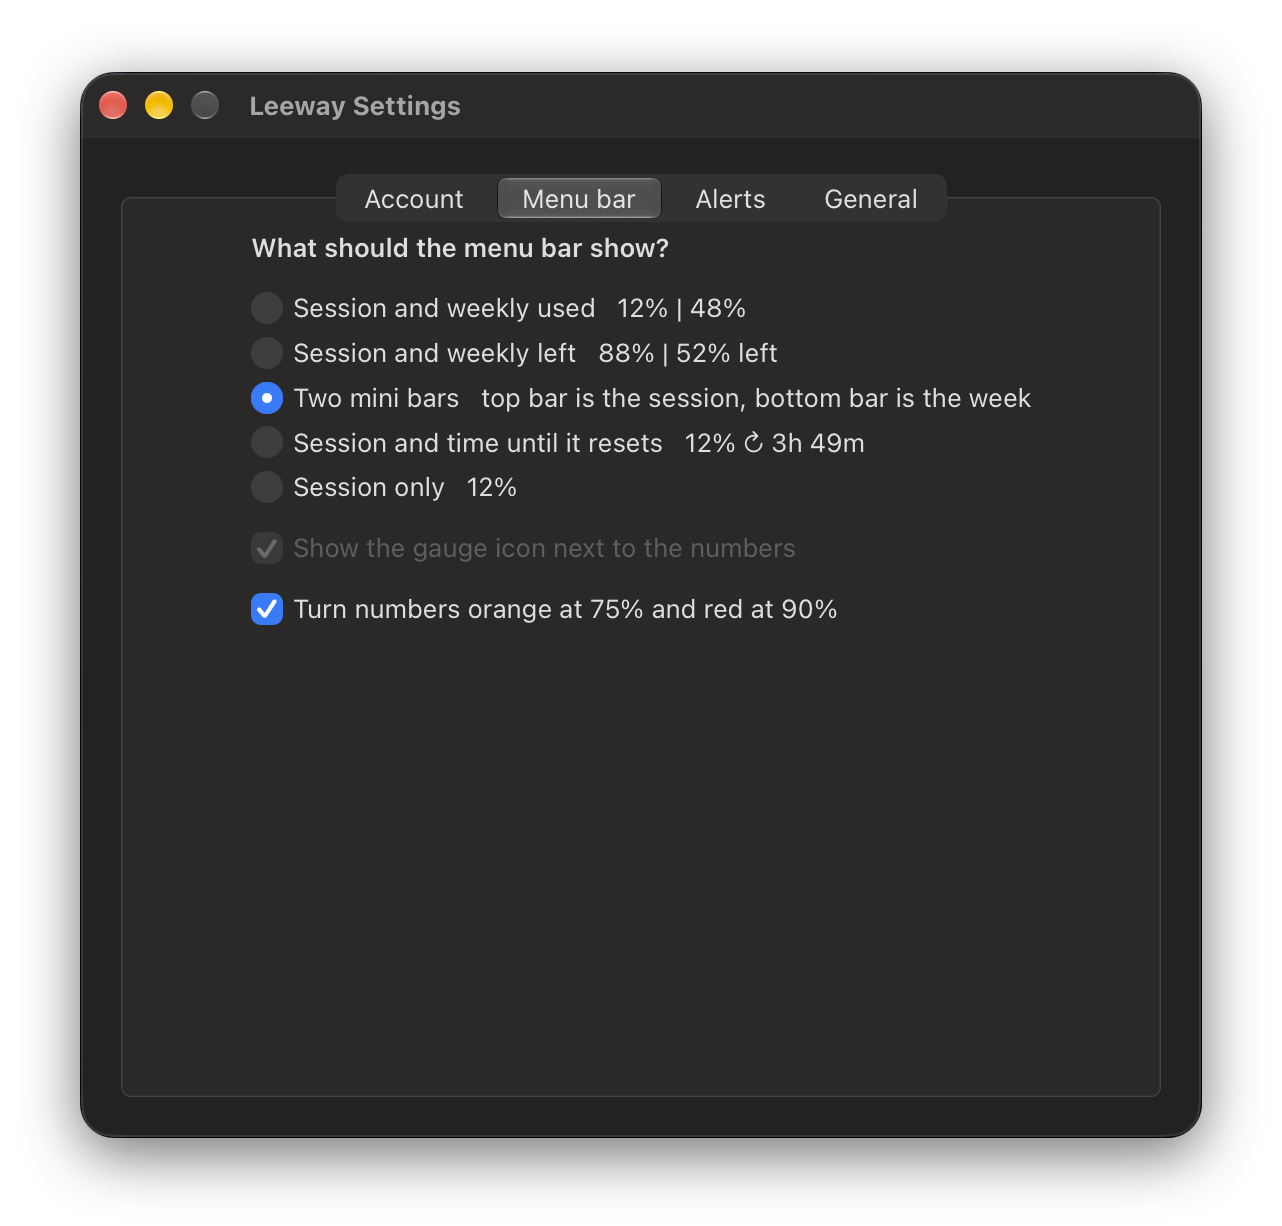 Leeway Settings
Account Menu bar Alerts General
What should the menu bar show?
Session and weekly used 12% | 48%
Session and weekly left 88% | 52% left
Two mini bars top bar is the session, bottom bar is the week
Session and time until it resets 12% ↻ 3h 49m
Session only 12%
Show the gauge icon next to the numbers
Turn numbers orange at 75% and red at 90%